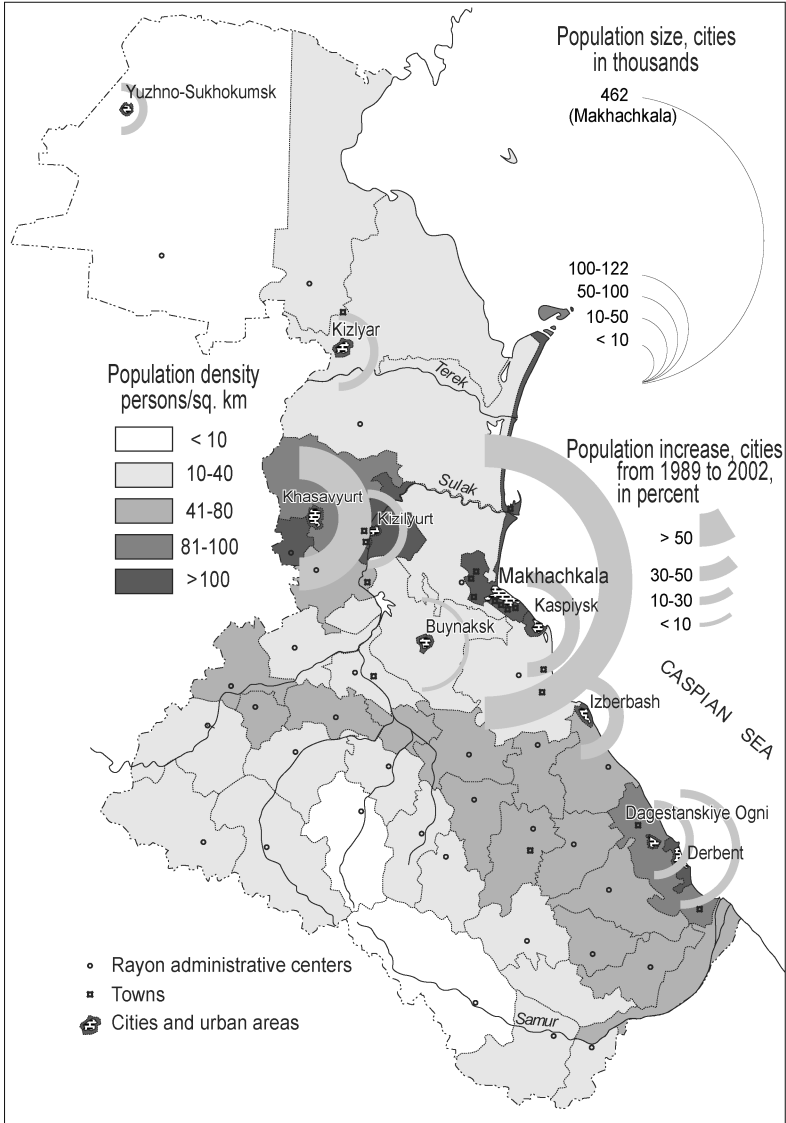 Population size, cities
in thousands
462
(Makhachkala)
100-122
50-100
10-50
< 10
Yuzhno-Sukhokumsk
Kizlyar
Terek
Population density
persons/sq. km
< 10
10-40
41-80
81-100
>100
Population increase, cities
from 1989 to 2002,
in percent
> 50
30-50
10-30
< 10
Sulak
Khasavyurt
Kizilyurt
Makhachkala
Kaspiysk
Buynaksk
Izberbash
CASPIAN SEA
Dagestanskiye Ogni
Derbent
Rayon administrative centers
Towns
Cities and urban areas
Samur